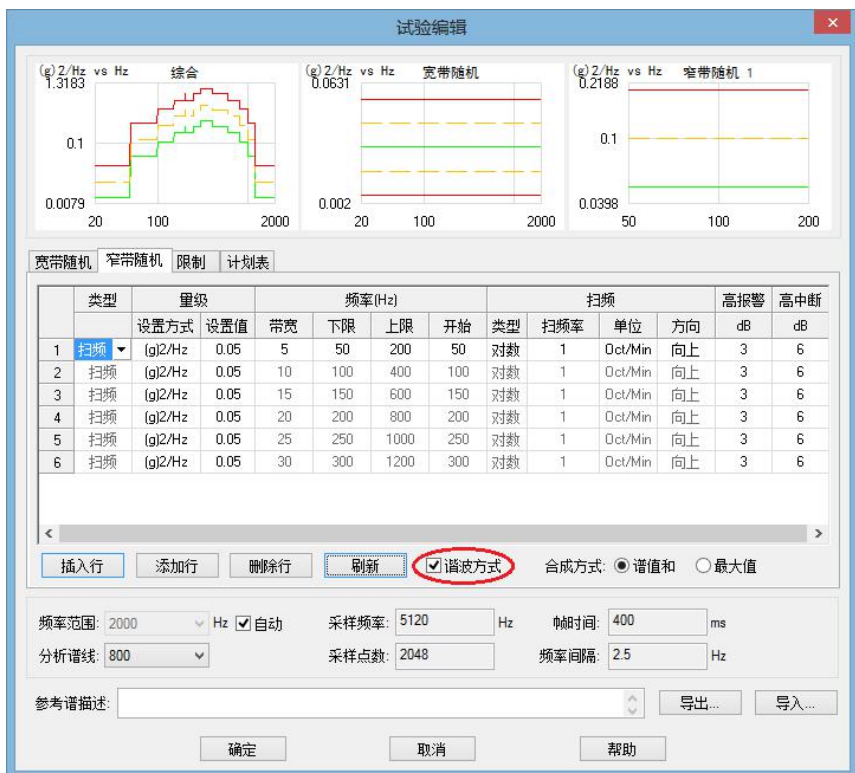 试验编辑
(g)2/Hz vs Hz 综合
1.3183
0.1
0.0079
20 100 2000
(g)2/Hz vs Hz 宽带随机
0.0631
0.002
20 100 2000
(g)2/Hz vs Hz 窄带随机 1
0.2188
0.1
0.0398
50 100 200
宽带随机 窄带随机 限制 计划表
类型 量级 频率(Hz) 扫频 高报警 高中断
设置方式 设置值 带宽 下限 上限 开始 类型 扫频率 单位 方向 dB dB
1 扫频 (g)2/Hz 0.05 5 50 200 50 对数 1 Oct/Min 向上 3 6
2 扫频 (g)2/Hz 0.05 10 100 400 100 对数 1 Oct/Min 向上 3 6
3 扫频 (g)2/Hz 0.05 15 150 600 150 对数 1 Oct/Min 向上 3 6
4 扫频 (g)2/Hz 0.05 20 200 800 200 对数 1 Oct/Min 向上 3 6
5 扫频 (g)2/Hz 0.05 25 250 1000 250 对数 1 Oct/Min 向上 3 6
6 扫频 (g)2/Hz 0.05 30 300 1200 300 对数 1 Oct/Min 向上 3 6
插入行 添加行 删除行 刷新 谐波方式 合成方式: 谱值和 最大值
频率范围: 2000 Hz 自动 采样频率: 5120 Hz 帧时间: 400 ms
分析谱线: 800 采样点数: 2048 频率间隔: 2.5 Hz
参考谱描述: 导出... 导入...
确定 取消 帮助